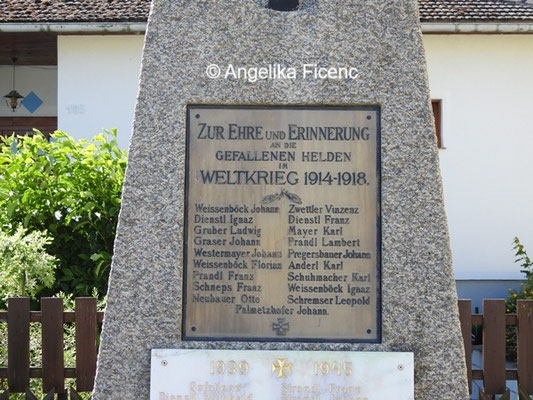 © Angelika Ficenc
185
ZUR EHRE UND ERINNERUNG
AN DIE
GEFALLENEN HELDEN
IM
WELTKRIEG 1914-1918.
Weissenböck Johann Zwettler Vinzenz
Dienstl Ignaz Dienstl Franz
Gruber Ludwig Mayer Karl
Graser Johann Prandl Lambert
Westermayer Johann Pregersbauer Johann
Weissenböck Florian Anderl Karl
Prandl Franz Schuhmacher Karl
Schneps Franz Weissenböck Ignaz
Neubauer Otto Schremser Leopold
Palmetzhofer Johann.
1939 1945